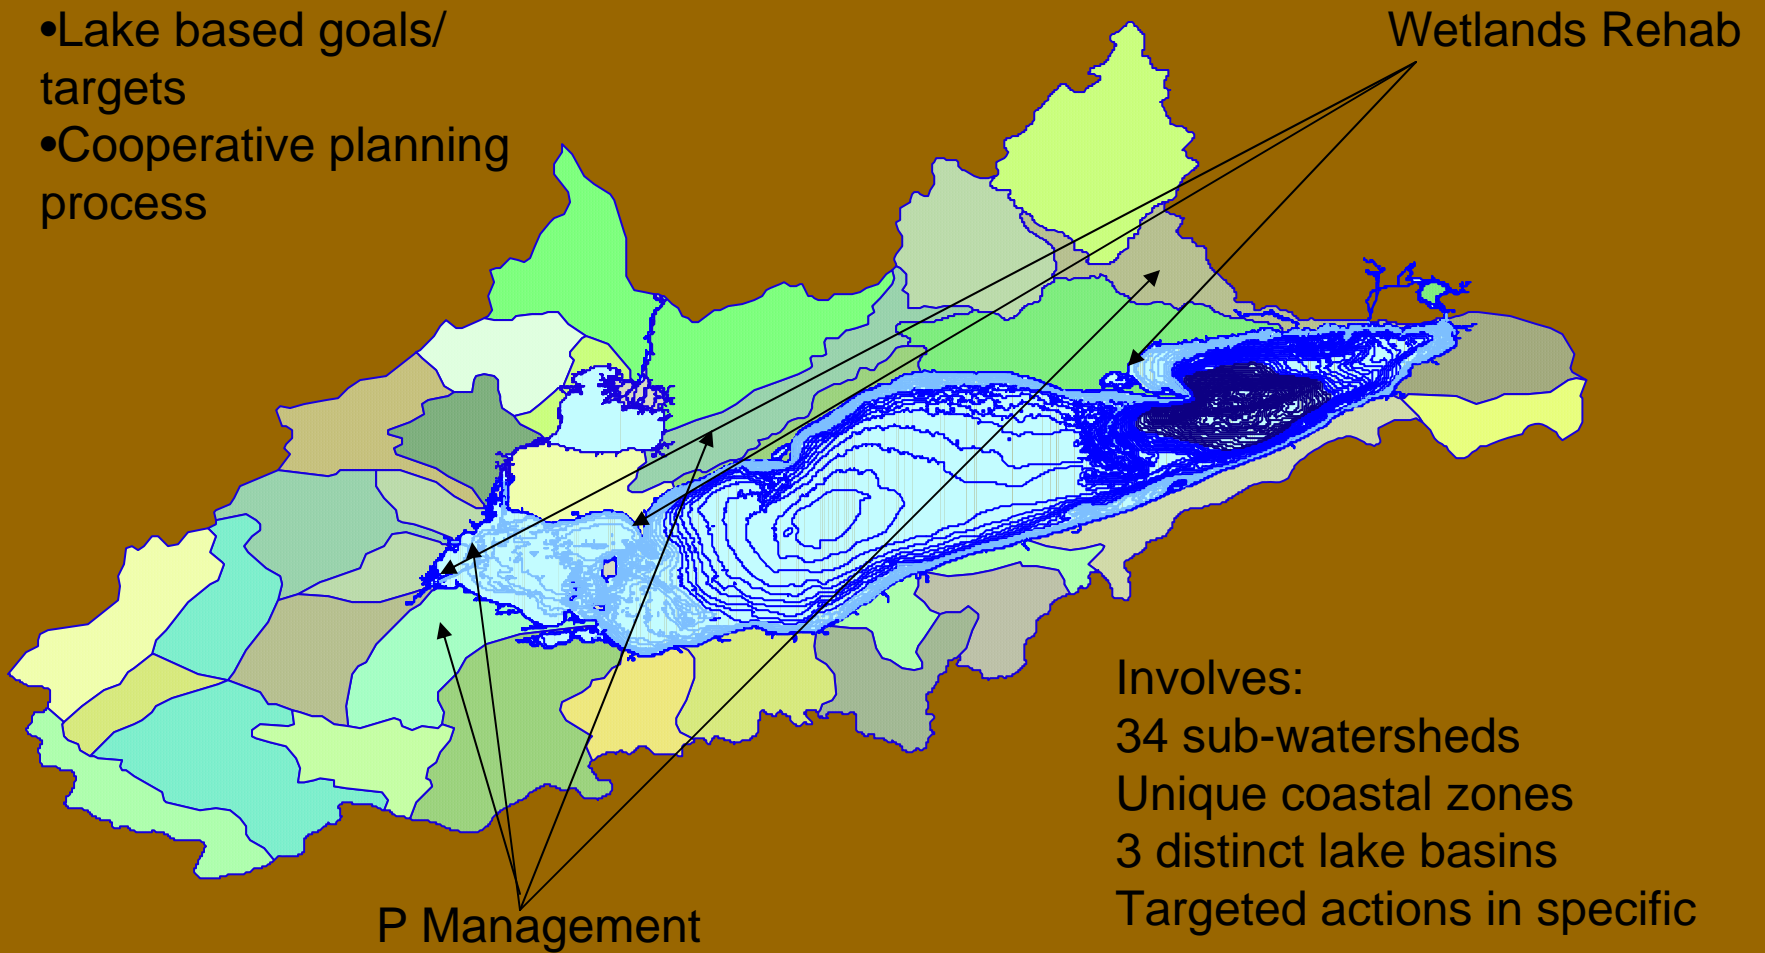 •Lake based goals/
targets
•Cooperative planning
process
Wetlands Rehab
Involves:
34 sub-watersheds
Unique coastal zones
3 distinct lake basins
Targeted actions in specific
P Management